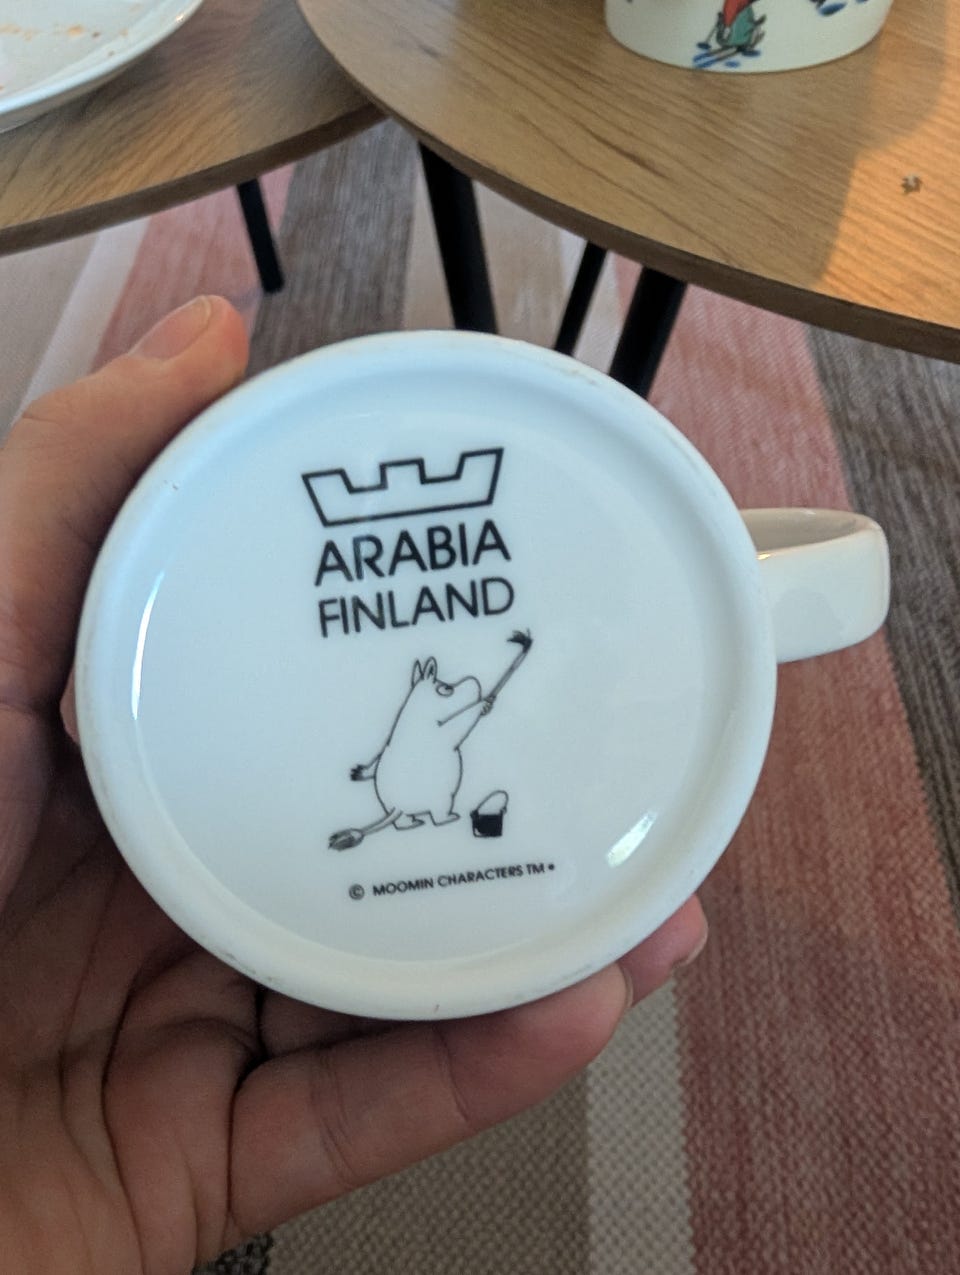 ARABIA
FINLAND
© MOOMIN CHARACTERS TM •